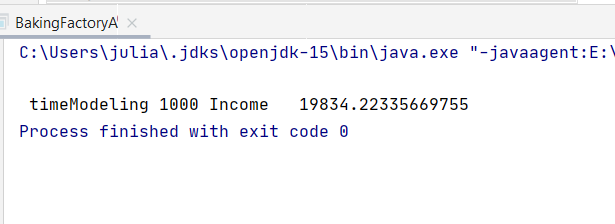 BakingFactoryA
C:\Users\julia\.jdks\openjdk-15\bin\java.exe "-javaagent:E:\
timeModeling 1000 Income   19834.22335669755
Process finished with exit code 0